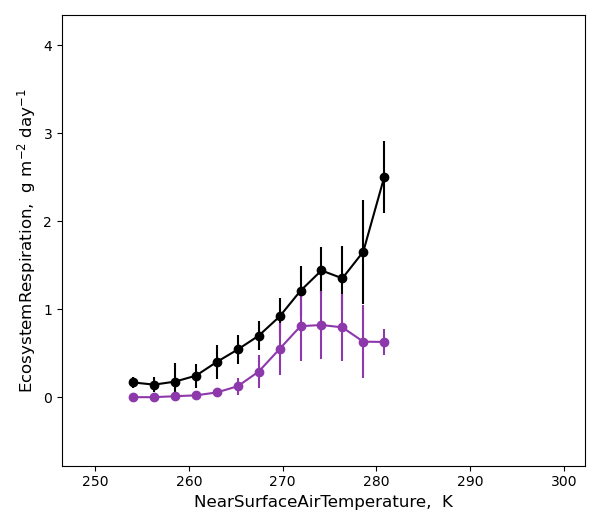 4
3
2
1
0
EcosystemRespiration, g m⁻² day⁻¹
250 260 270 280 290 300
NearSurfaceAirTemperature, K